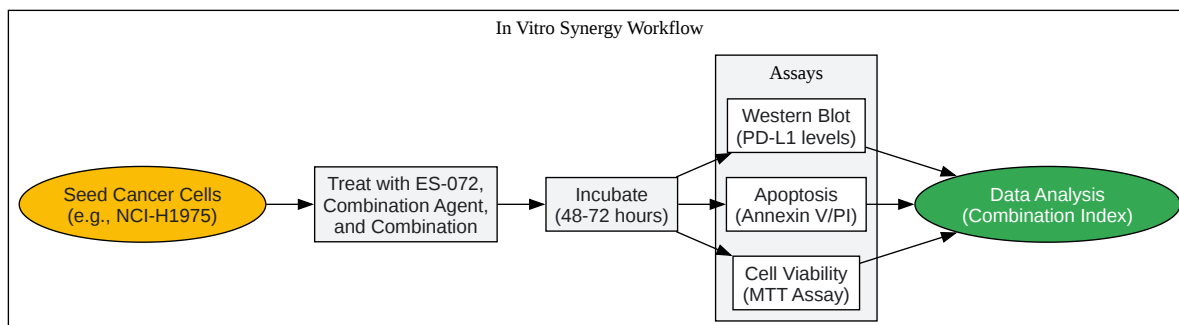 In Vitro Synergy Workflow
Assays
Seed Cancer Cells
(e.g., NCI-H1975)
Treat with ES-072,
Combination Agent,
and Combination
Incubate
(48-72 hours)
Western Blot
(PD-L1 levels)
Apoptosis
(Annexin V/PI)
Cell Viability
(MTT Assay)
Data Analysis
(Combination Index)